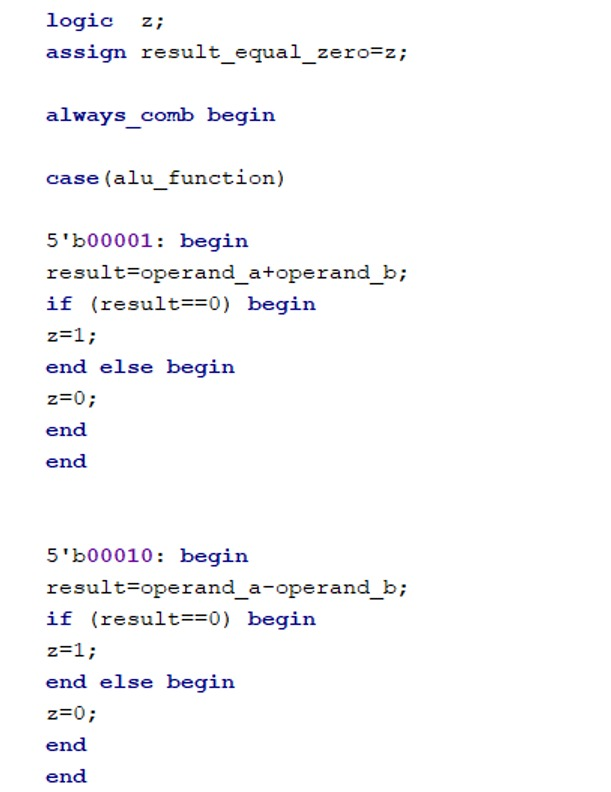 logic  z;
assign result_equal_zero=z;
always_comb begin
case(alu_function)
5'b00001: begin
result=operand_a+operand_b;
if (result==0) begin
z=1;
end else begin
z=0;
end
end
5'b00010: begin
result=operand_a-operand_b;
if (result==0) begin
z=1;
end else begin
z=0;
end
end